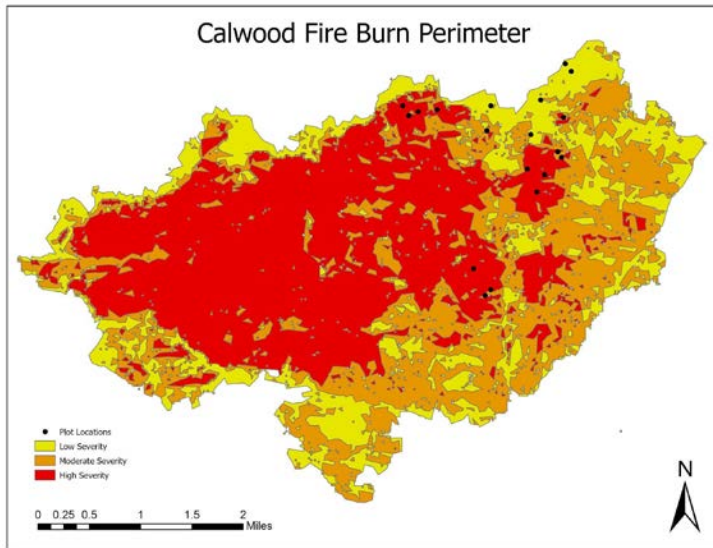 Calwood Fire Burn Perimeter
Plot Locations
Low Severity
Moderate Severity
High Severity
0 0.25 0.5 1 1.5 2
Miles
N